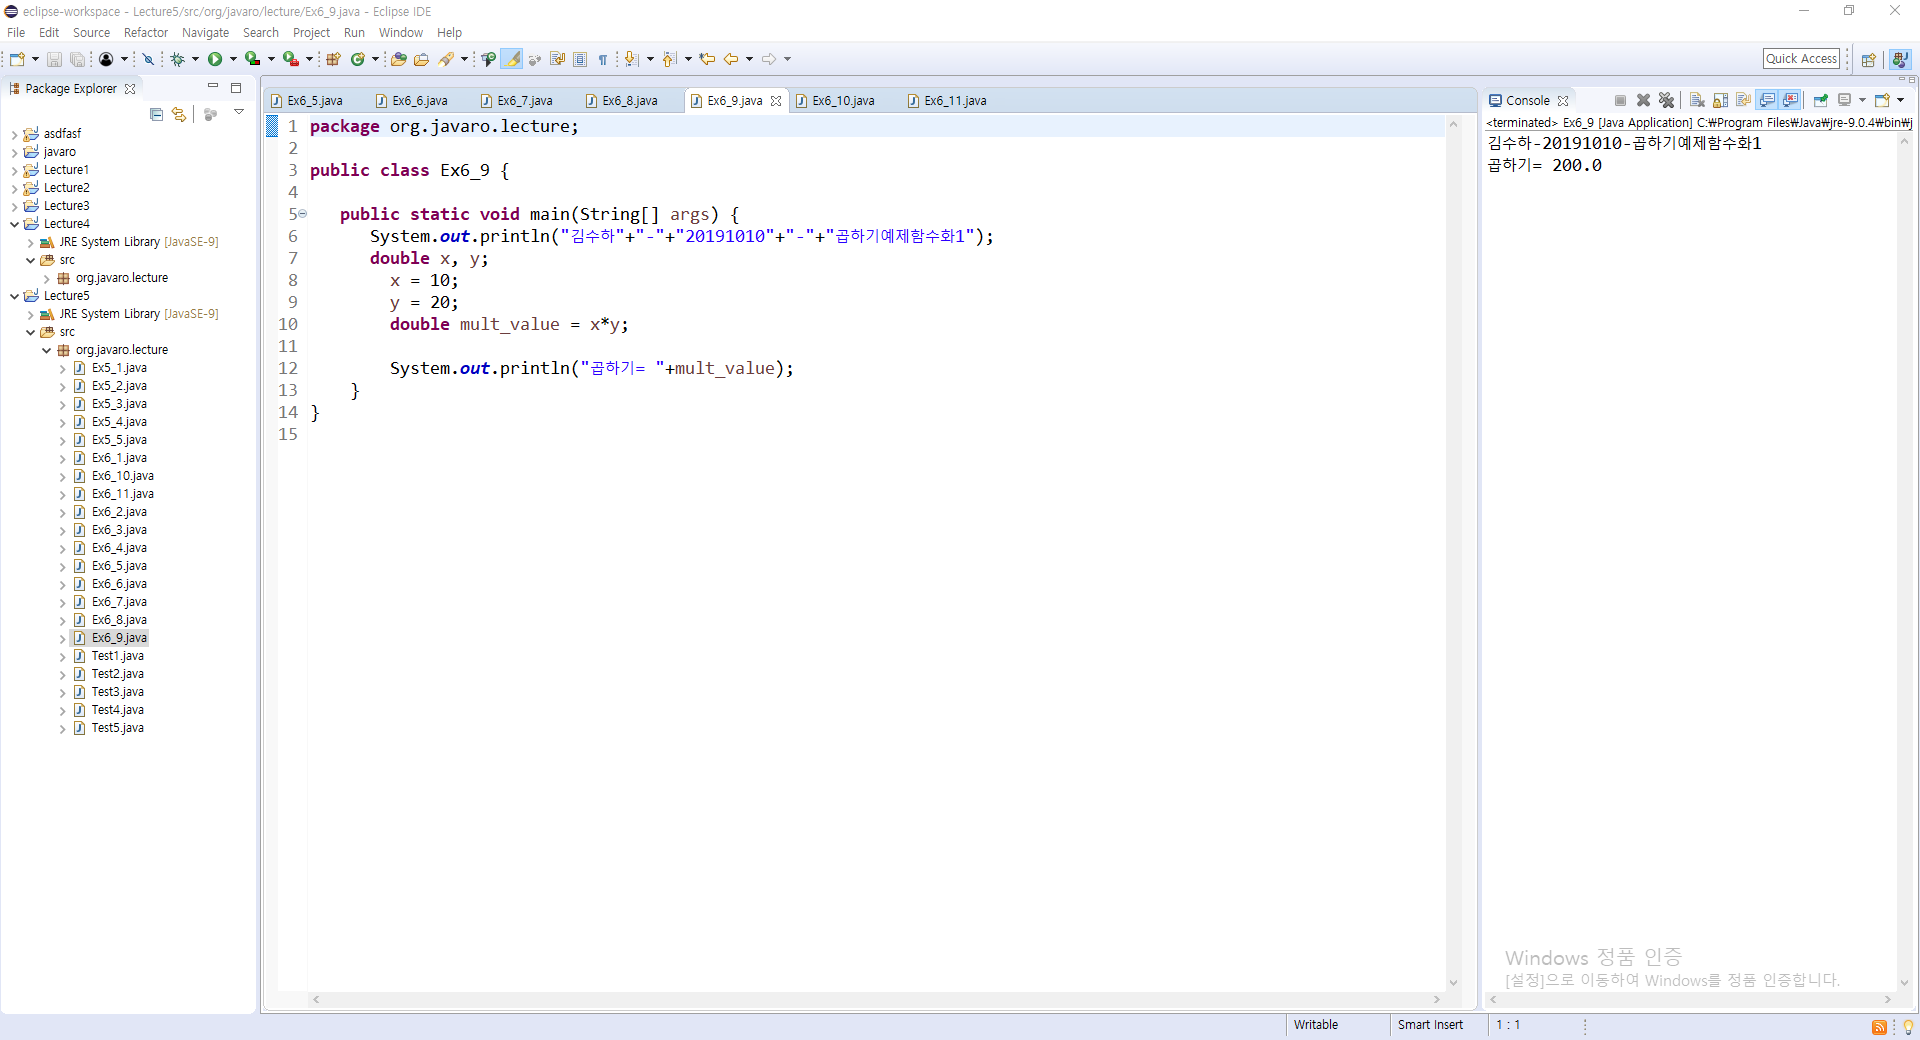 eclipse-workspace - Lecture5/src/org/javaro/lecture/Ex6_9.java - Eclipse IDE
File Edit Source Refactor Navigate Search Project Run Window Help
Quick Access
Package Explorer
asdfasf
javaro
Lecture1
Lecture2
Lecture3
Lecture4
JRE System Library [JavaSE-9]
src
org.javaro.lecture
Lecture5
JRE System Library [JavaSE-9]
src
org.javaro.lecture
Ex5_1.java
Ex5_2.java
Ex5_3.java
Ex5_4.java
Ex5_5.java
Ex6_1.java
Ex6_10.java
Ex6_11.java
Ex6_2.java
Ex6_3.java
Ex6_4.java
Ex6_5.java
Ex6_6.java
Ex6_7.java
Ex6_8.java
Ex6_9.java
Test1.java
Test2.java
Test3.java
Test4.java
Test5.java
Ex6_5.java Ex6_6.java Ex6_7.java Ex6_8.java Ex6_9.java Ex6_10.java Ex6_11.java
1 package org.javaro.lecture;
2
3 public class Ex6_9 {
4
5 public static void main(String[] args) {
6 System.out.println("김수하"+"-"+"20191010"+"-"+"곱하기예제함수화1");
7 double x, y;
8 x = 10;
9 y = 20;
10 double mult_value = x*y;
11
12 System.out.println("곱하기= "+mult_value);
13 }
14 }
15
Console
<terminated> Ex6_9 [Java Application] C:₩Program Files₩Java₩jre-9.0.4₩bin₩j
김수하-20191010-곱하기예제함수화1
곱하기= 200.0
Windows 정품 인증
[설정]으로 이동하여 Windows를 정품 인증합니다.
Writable Smart Insert 1 : 1